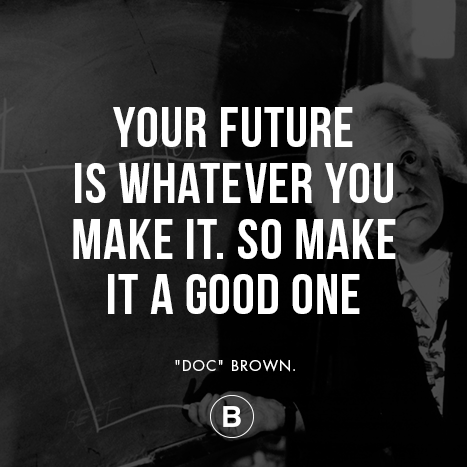 YOUR FUTURE
IS WHATEVER YOU
MAKE IT. SO MAKE
IT A GOOD ONE
"DOC" BROWN.
B